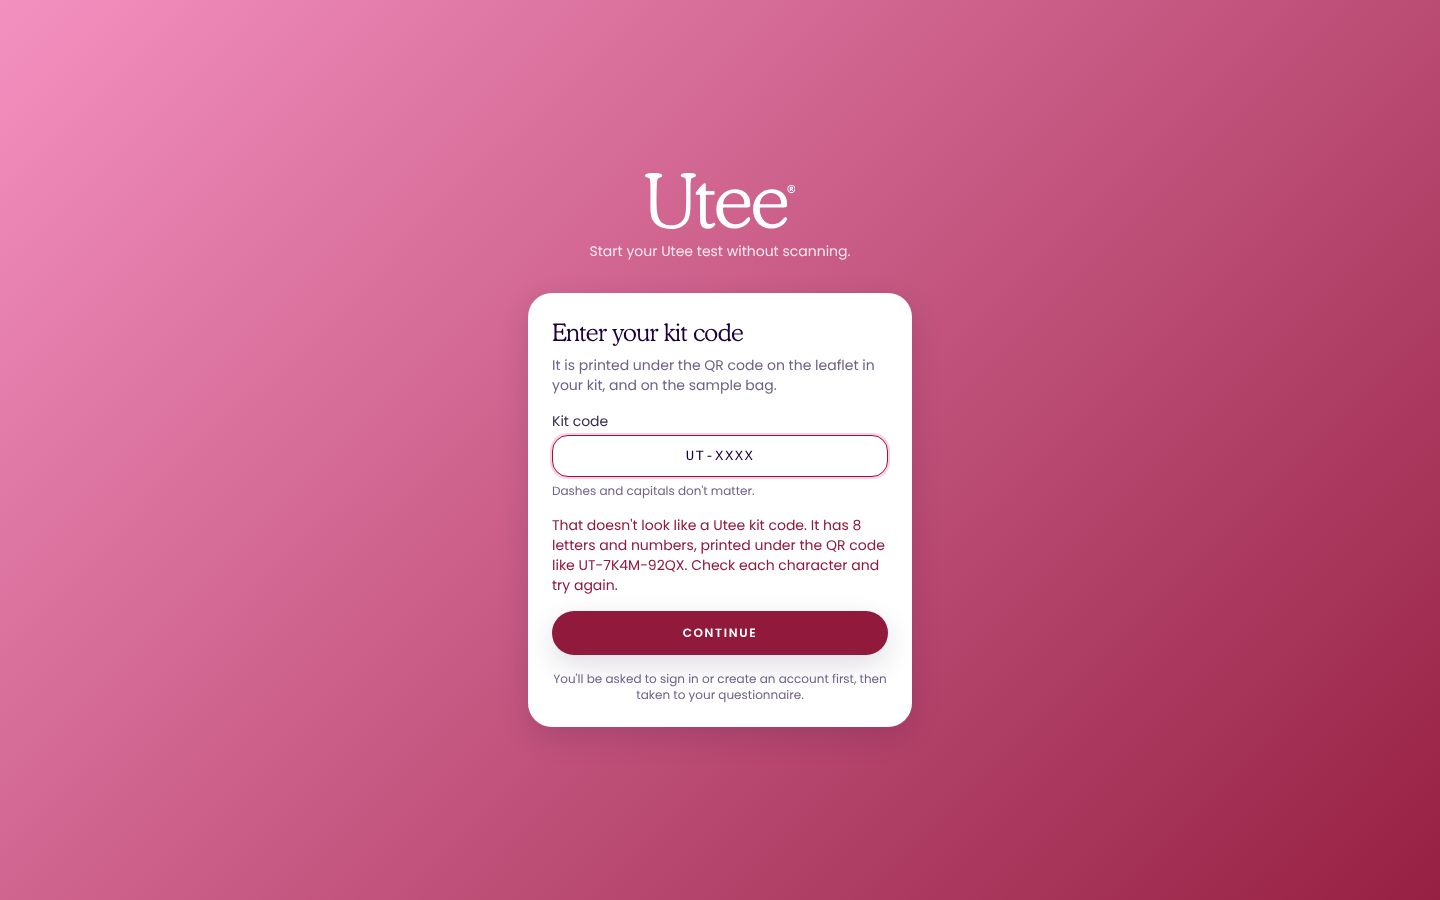 Utee®
Start your Utee test without scanning.
Enter your kit code
It is printed under the QR code on the leaflet in
your kit, and on the sample bag.
Kit code
UT-XXXX
Dashes and capitals don't matter.
That doesn't look like a Utee kit code. It has 8
letters and numbers, printed under the QR code
like UT-7K4M-92QX. Check each character and
try again.
CONTINUE
You'll be asked to sign in or create an account first, then
taken to your questionnaire.